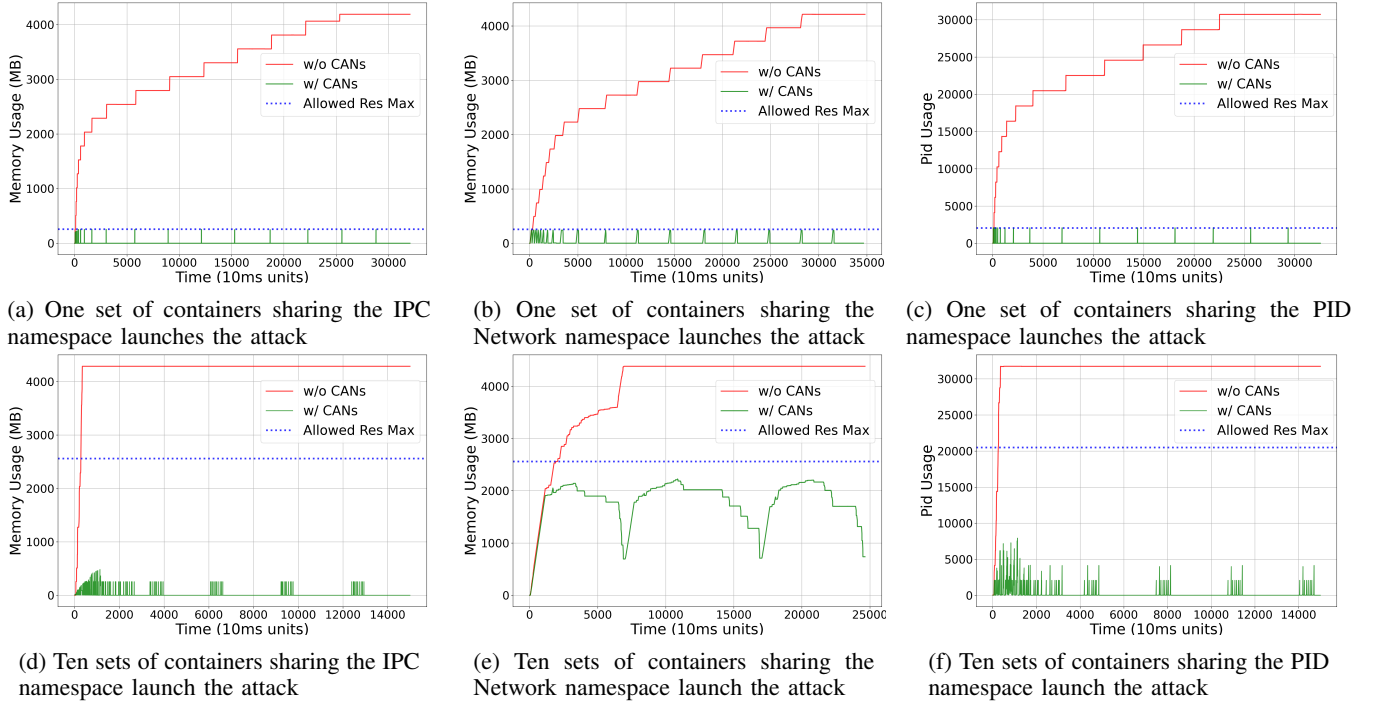 4000
3000
2000
1000
0
Memory Usage (MB)
w/o CANs
w/ CANs
Allowed Res Max
0 5000 10000 15000 20000 25000 30000
Time (10ms units)
(a) One set of containers sharing the IPC
namespace launches the attack
4000
3000
2000
1000
0
Memory Usage (MB)
w/o CANs
w/ CANs
Allowed Res Max
0 5000 10000 15000 20000 25000 30000 35000
Time (10ms units)
(b) One set of containers sharing the
Network namespace launches the attack
30000
25000
20000
15000
10000
5000
0
Pid Usage
w/o CANs
w/ CANs
Allowed Res Max
0 5000 10000 15000 20000 25000 30000
Time (10ms units)
(c) One set of containers sharing the PID
namespace launches the attack
4000
3000
2000
1000
0
Memory Usage (MB)
w/o CANs
w/ CANs
Allowed Res Max
0 2000 4000 6000 8000 10000 12000 14000
Time (10ms units)
(d) Ten sets of containers sharing the IPC
namespace launch the attack
4000
3000
2000
1000
0
Memory Usage (MB)
w/o CANs
w/ CANs
Allowed Res Max
0 5000 10000 15000 20000 25000
Time (10ms units)
(e) Ten sets of containers sharing the
Network namespace launch the attack
30000
25000
20000
15000
10000
5000
0
Pid Usage
w/o CANs
w/ CANs
Allowed Res Max
0 2000 4000 6000 8000 10000 12000 14000
Time (10ms units)
(f) Ten sets of containers sharing the PID
namespace launch the attack